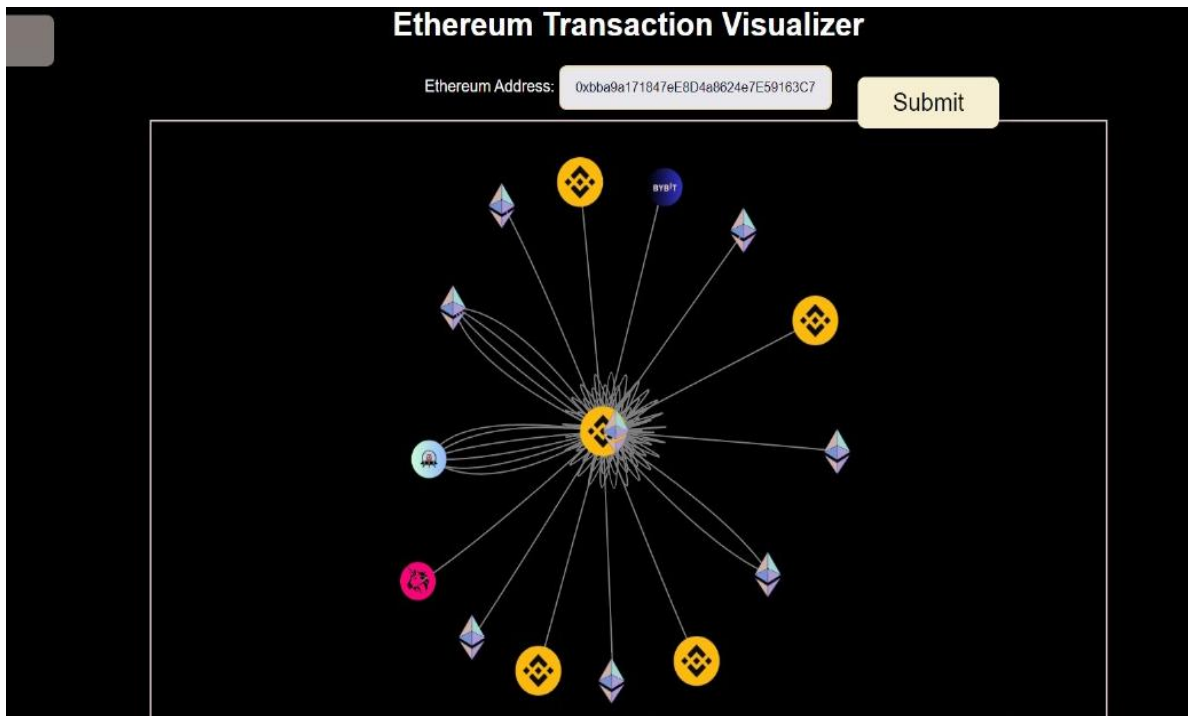 Ethereum Transaction Visualizer
Ethereum Address: 0xbba9a171847eE8D4a8624e7E59163C7
Submit
BYBIT